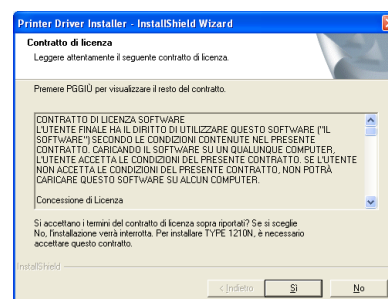 Printer Driver Installer - InstallShield Wizard
Contratto di licenza
Leggere attentamente il seguente contratto di licenza.
Premere PGGIÙ per visualizzare il resto del contratto.
CONTRATTO DI LICENZA SOFTWARE
L'UTENTE FINALE HA IL DIRITTO DI UTILIZZARE QUESTO SOFTWARE ("IL
SOFTWARE") SECONDO LE CONDIZIONI CONTENUTE NEL PRESENTE
CONTRATTO. CARICANDO IL SOFTWARE SU UN QUALUNQUE COMPUTER,
L'UTENTE ACCETTA LE CONDIZIONI DEL PRESENTE CONTRATTO. SE L'UTENTE
NON ACCETTA LE CONDIZIONI DEL PRESENTE CONTRATTO, NON POTRÀ
CARICARE QUESTO SOFTWARE SU ALCUN COMPUTER.
Concessione di Licenza
Si accettano i termini del contratto di licenza sopra riportati? Se si sceglie
No, l'installazione verrà interrotta. Per installare TYPE 1210N, è necessario
accettare questo contratto.
InstallShield
< Indietro
Sì
No